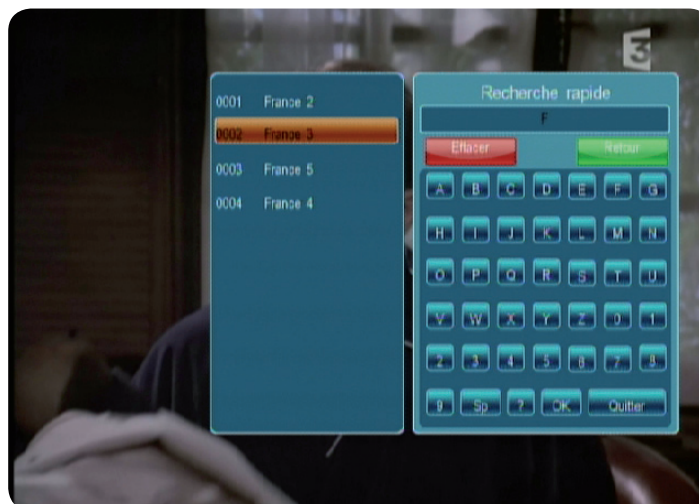 3
0001 France 2
0002 France 3
0003 France 5
0004 France 4
Recherche rapide
F
Effacer Retour
A B C D E F G
H I J K L M N
O P Q R S T U
V W X Y Z 0 1
2 3 4 5 6 7 8
9 Sp ? OK Quitter